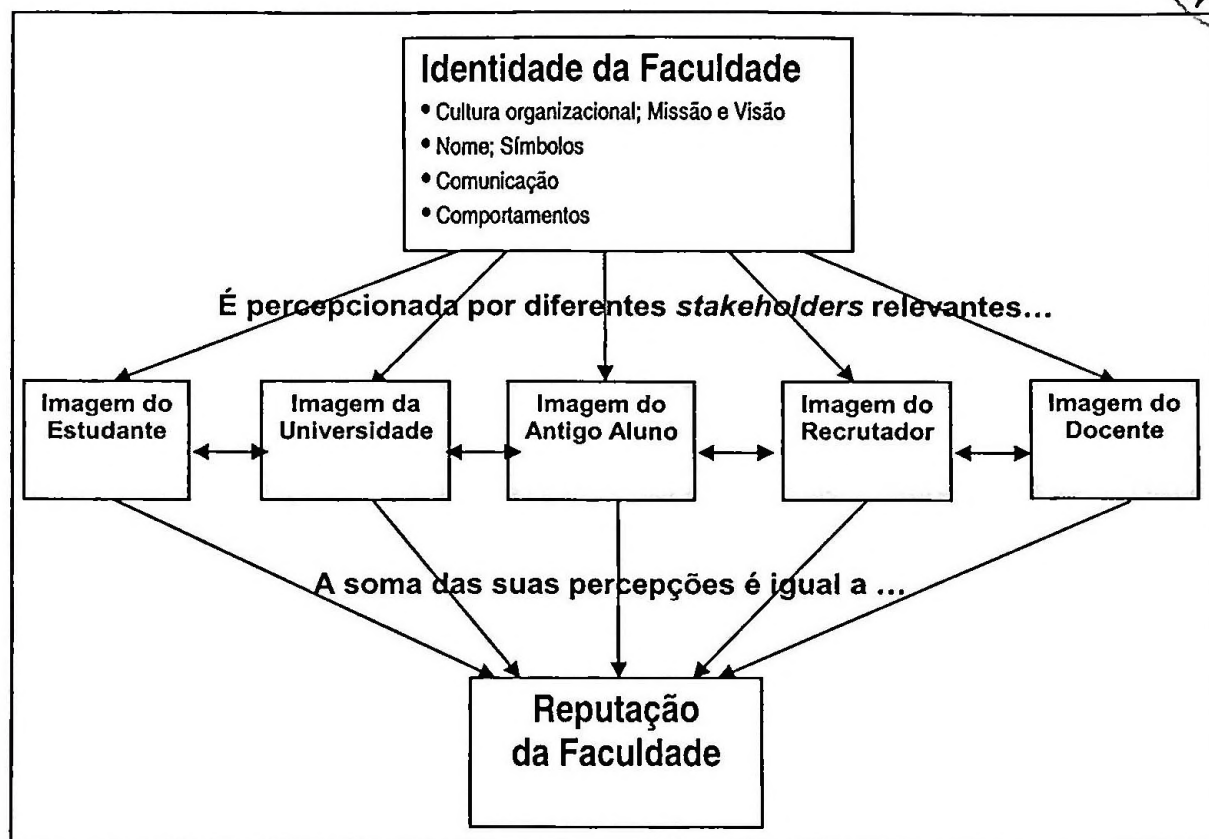 Identidade da Faculdade
• Cultura organizacional; Missão e Visão
• Nome; Símbolos
• Comunicação
• Comportamentos
É percepcionada por diferentes stakeholders relevantes...
Imagem do
Estudante
Imagem da
Universidade
Imagem do
Antigo Aluno
Imagem do
Recrutador
Imagem do
Docente
A soma das suas percepções é igual a ...
Reputação
da Faculdade